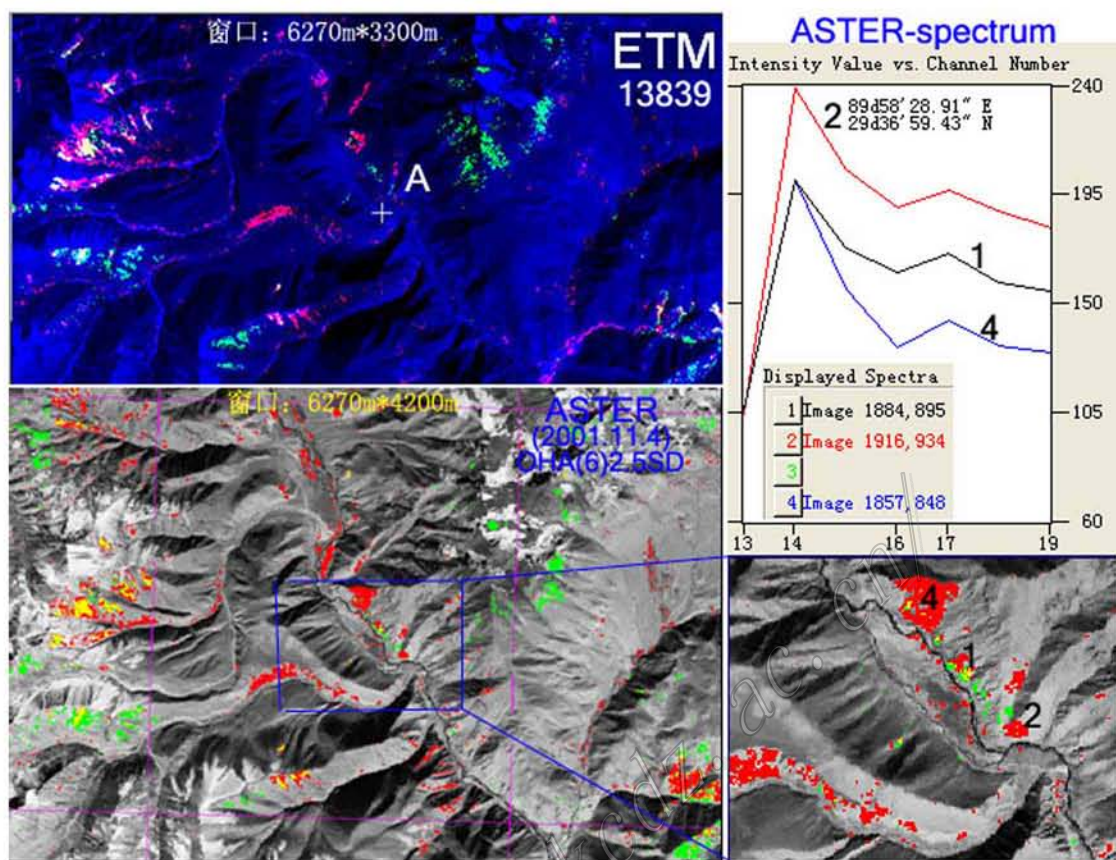 窗口：6270m*3300m
ETM
13839
A
ASTER-spectrum
Intensity Value vs. Channel Number
240
195
150
105
60
2
89d58'28.91" E
29d36'59.43" N
1
4
Displayed Spectra
1 Image 1884,895
2 Image 1916,934
3
4 Image 1857,848
13
14
16
17
19
窗口：6270m*4200m
ASTER
(2001.11.4)
OHA(6)2.5SD
4
1
2